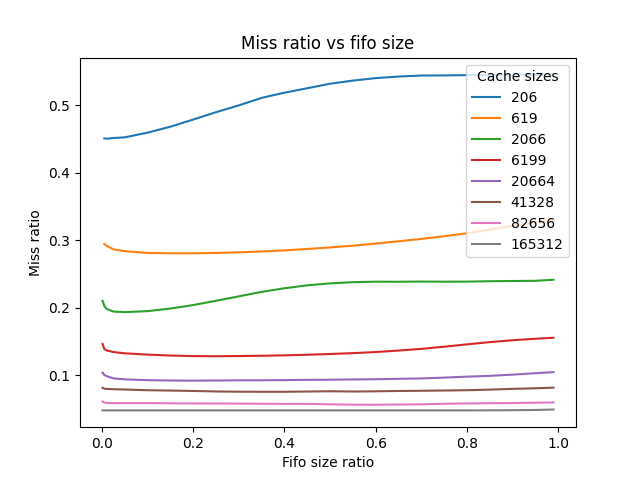 Miss ratio vs fifo size
Cache sizes
206
619
2066
6199
20664
41328
82656
165312
0.5
0.4
0.3
0.2
0.1
Miss ratio
0.0 0.2 0.4 0.6 0.8 1.0
Fifo size ratio